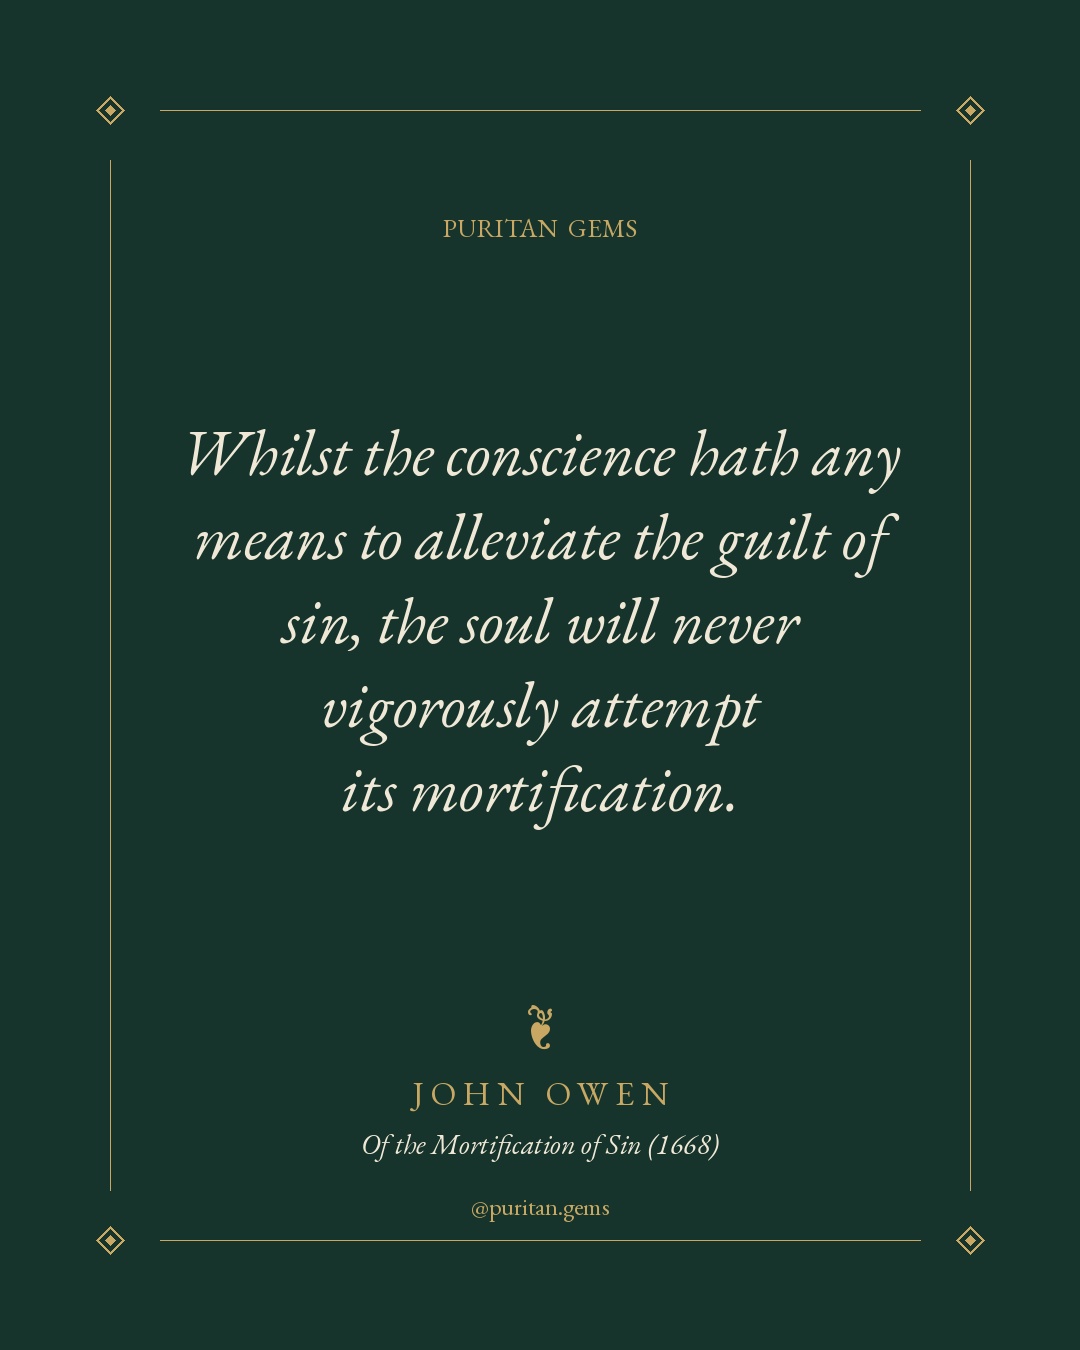 PURITAN GEMS
Whilst the conscience hath any
means to alleviate the guilt of
sin, the soul will never
vigorously attempt
its mortification.
JOHN OWEN
Of the Mortification of Sin (1668)
@puritan.gems